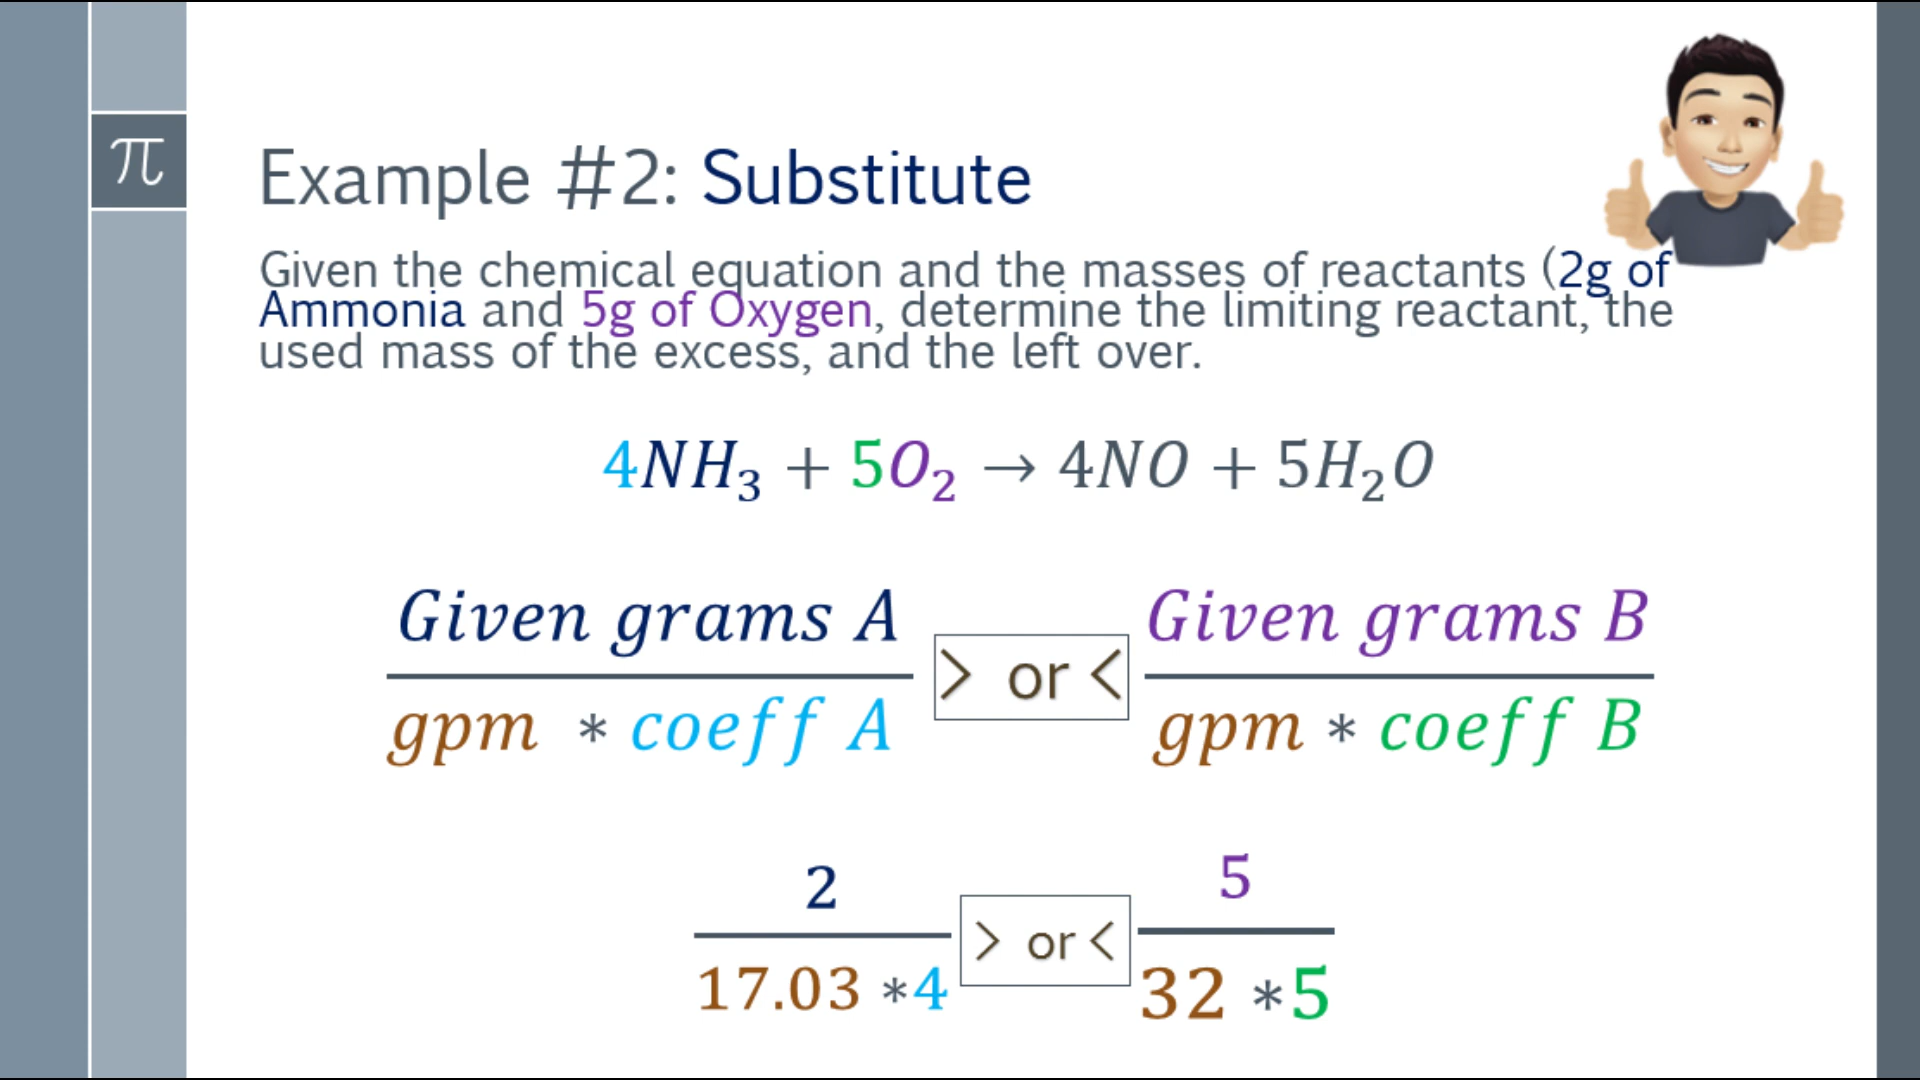 π
Example #2: Substitute
Given the chemical equation and the masses of reactants (2g of
Ammonia and 5g of Oxygen, determine the limiting reactant, the
used mass of the excess, and the left over.
4NH₃ + 5O₂ → 4NO + 5H₂O
Given grams A > or < Given grams B
gpm * coeff A gpm * coeff B
2 > or < 5
17.03 *4 32 *5